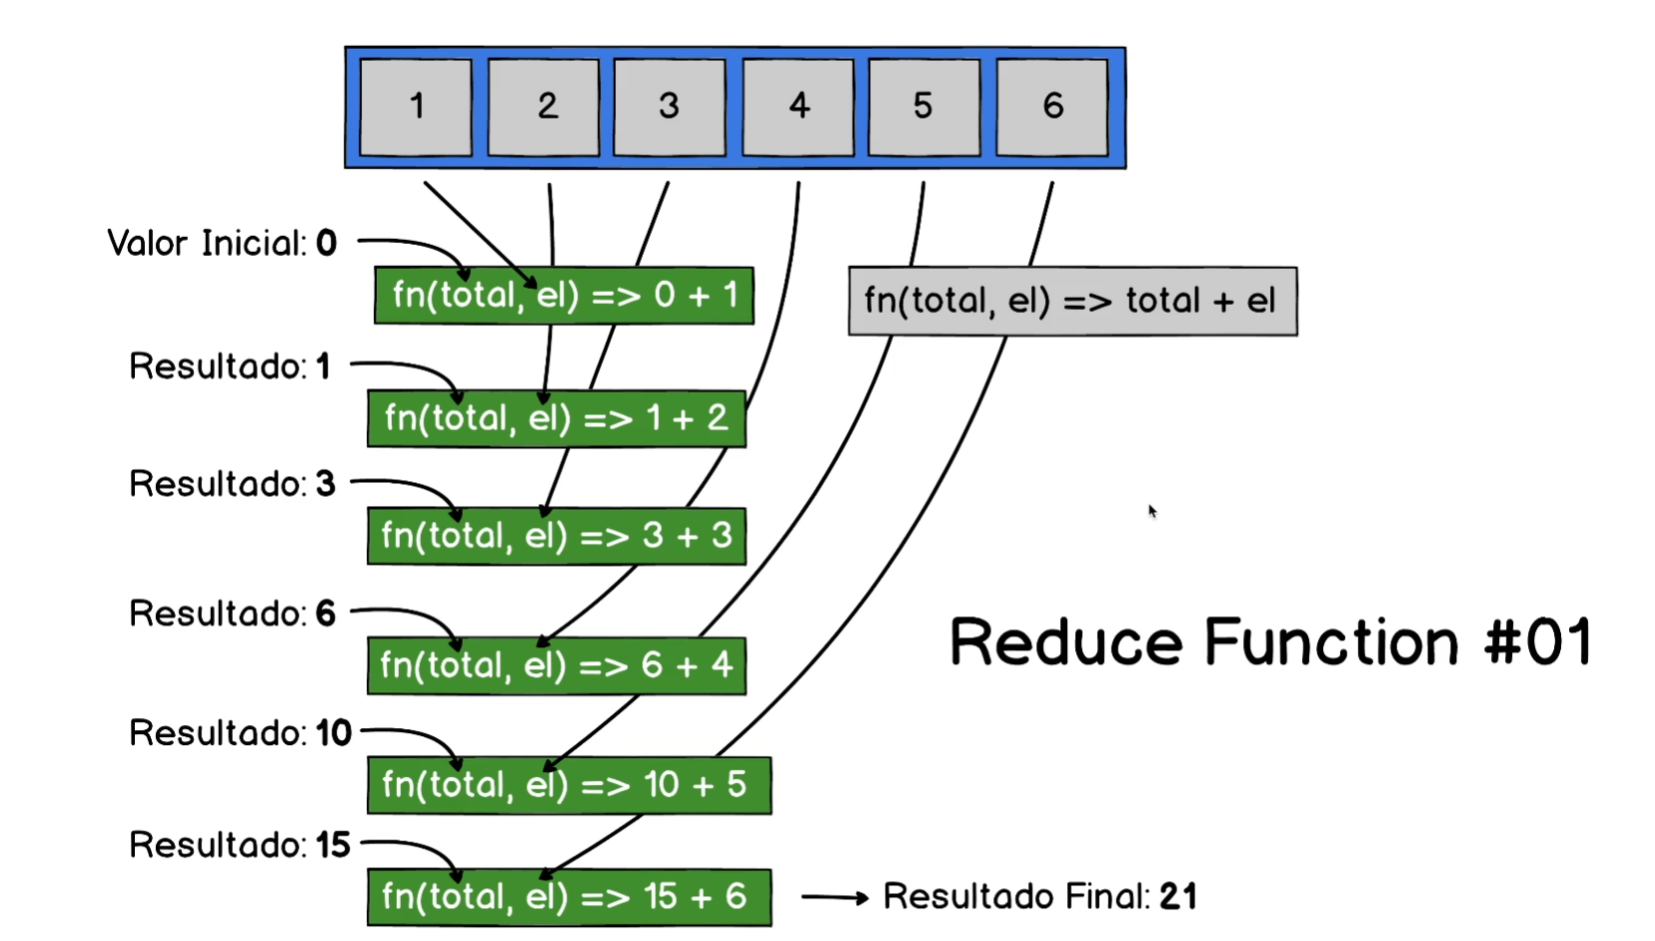 1 2 3 4 5 6
Valor Inicial: 0
fn(total, el) => 0 + 1
fn(total, el) => total + el
Resultado: 1
fn(total, el) => 1 + 2
Resultado: 3
fn(total, el) => 3 + 3
Resultado: 6
fn(total, el) => 6 + 4
Reduce Function #01
Resultado: 10
fn(total, el) => 10 + 5
Resultado: 15
fn(total, el) => 15 + 6
Resultado Final: 21